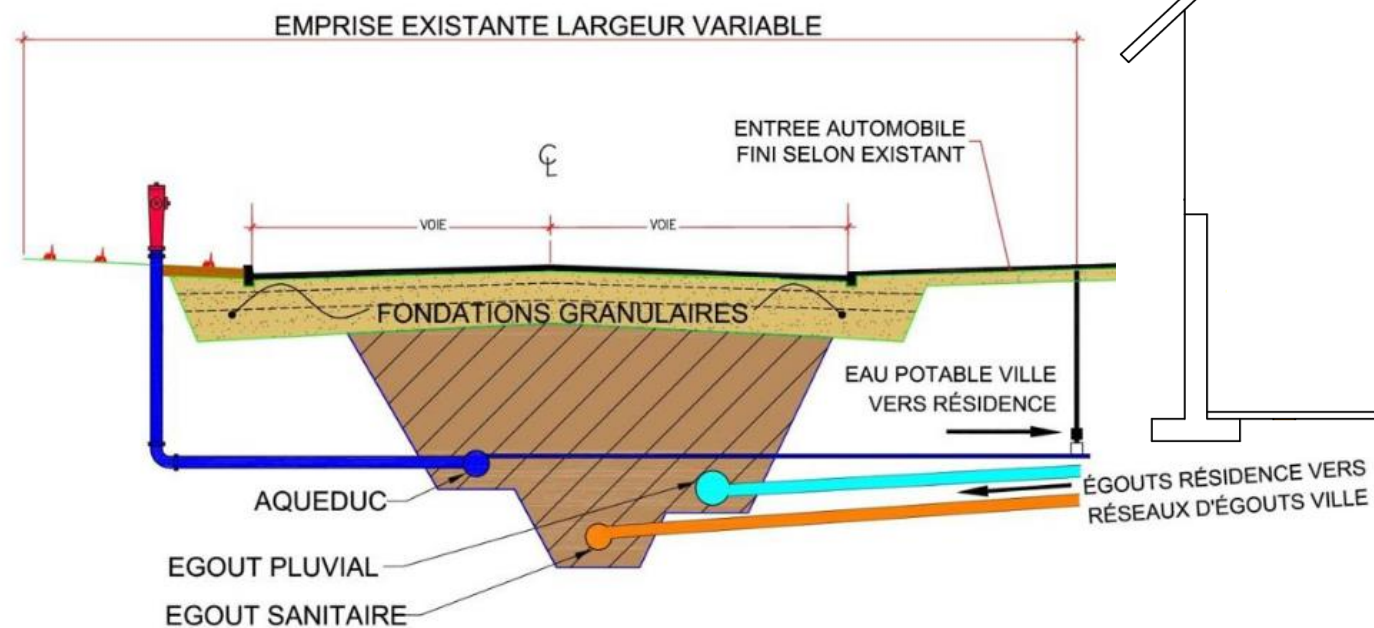 EMPRISE EXISTANTE LARGEUR VARIABLE
ENTREE AUTOMOBILE
FINI SELON EXISTANT
℄
VOIE
VOIE
FONDATIONS GRANULAIRES
EAU POTABLE VILLE
VERS RÉSIDENCE
AQUEDUC
ÉGOUTS RÉSIDENCE VERS
RÉSEAUX D'ÉGOUTS VILLE
EGOUT PLUVIAL
EGOUT SANITAIRE